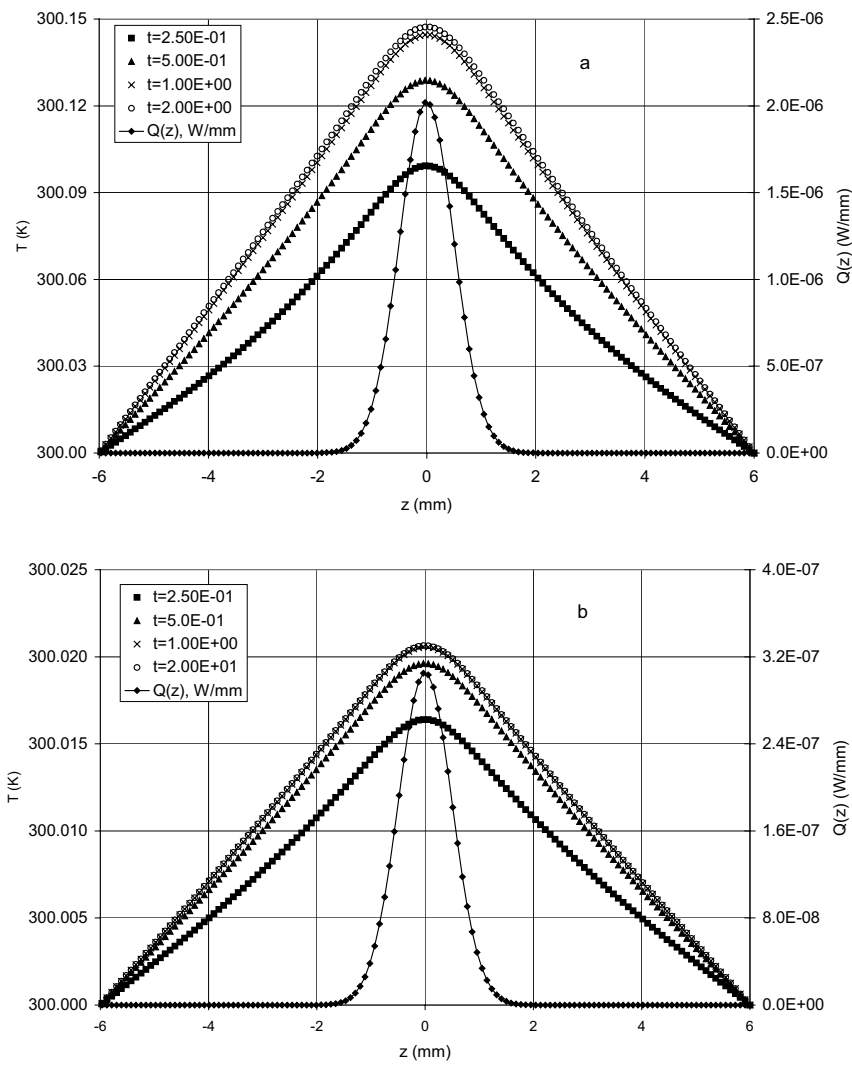 300.15
300.12
300.09
300.06
300.03
300.00
T (K)
t=2.50E-01
t=5.00E-01
t=1.00E+00
t=2.00E+00
Q(z), W/mm
a
2.5E-06
2.0E-06
1.5E-06
1.0E-06
5.0E-07
0.0E+00
Q(z) (W/mm)
-6 -4 -2 0 2 4 6
z (mm)
300.025
300.020
300.015
300.010
300.005
300.000
T (K)
t=2.50E-01
t=5.0E-01
t=1.00E+00
t=2.00E+01
Q(z), W/mm
b
4.0E-07
3.2E-07
2.4E-07
1.6E-07
8.0E-08
0.0E+00
Q(z) (W/mm)
-6 -4 -2 0 2 4 6
z (mm)